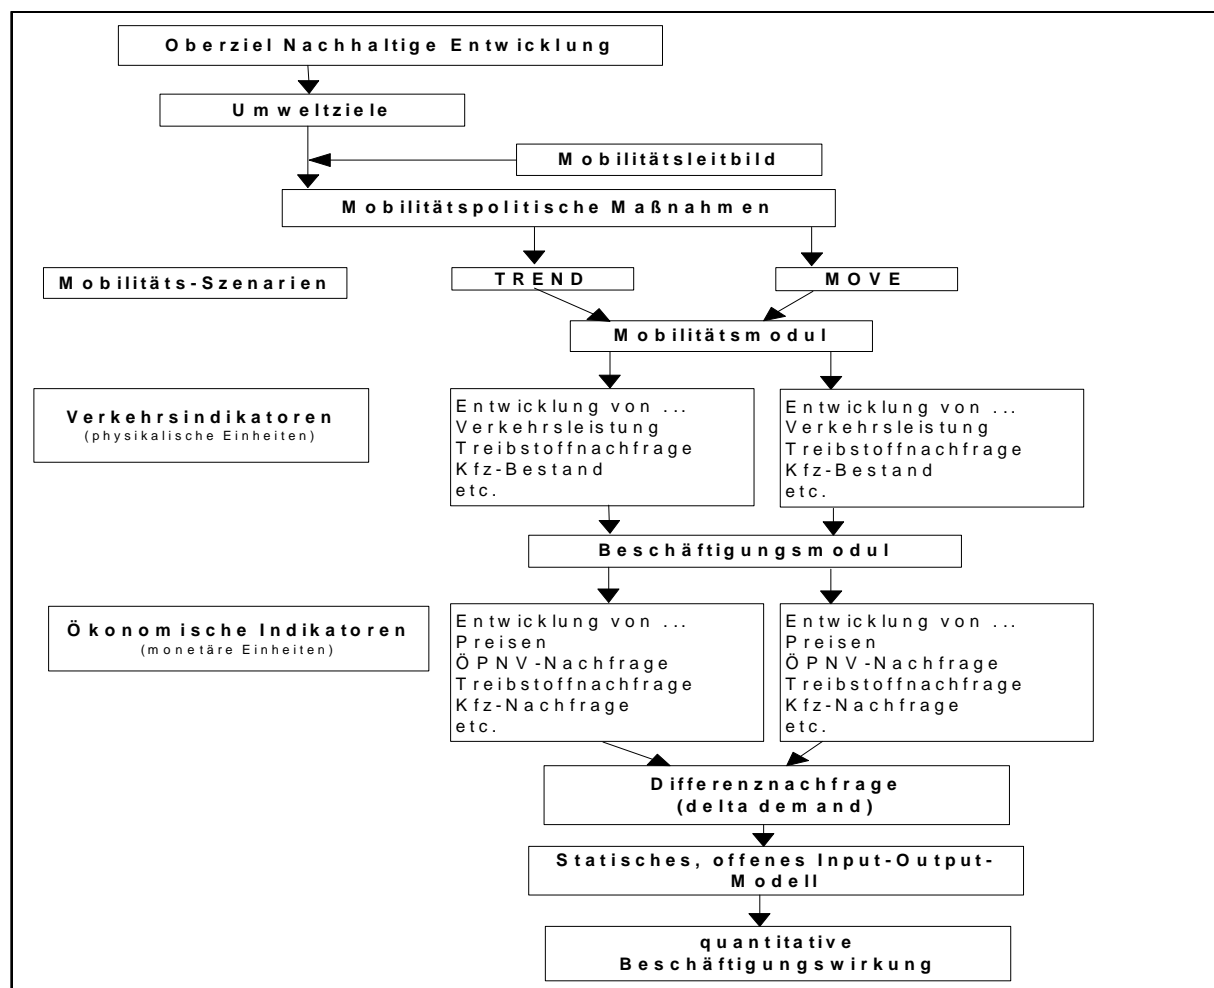 Oberziel Nachhaltige Entwicklung
Umweltziele
Mobilitätsleitbild
Mobilitätspolitische Maßnahmen
Mobilitäts-Szenarien
TREND
MOVE
Mobilitätsmodul
Verkehrsindikatoren
(physikalische Einheiten)
Entwicklung von ...
Verkehrsleistung
Treibstoffnachfrage
Kfz-Bestand
etc.
Entwicklung von ...
Verkehrsleistung
Treibstoffnachfrage
Kfz-Bestand
etc.
Beschäftigungsmodul
Ökonomische Indikatoren
(monetäre Einheiten)
Entwicklung von ...
Preisen
ÖPNV-Nachfrage
Treibstoffnachfrage
Kfz-Nachfrage
etc.
Entwicklung von ...
Preisen
ÖPNV-Nachfrage
Treibstoffnachfrage
Kfz-Nachfrage
etc.
Differenznachfrage
(delta demand)
Statisches, offenes Input-Output-
Modell
quantitative
Beschäftigungswirkung